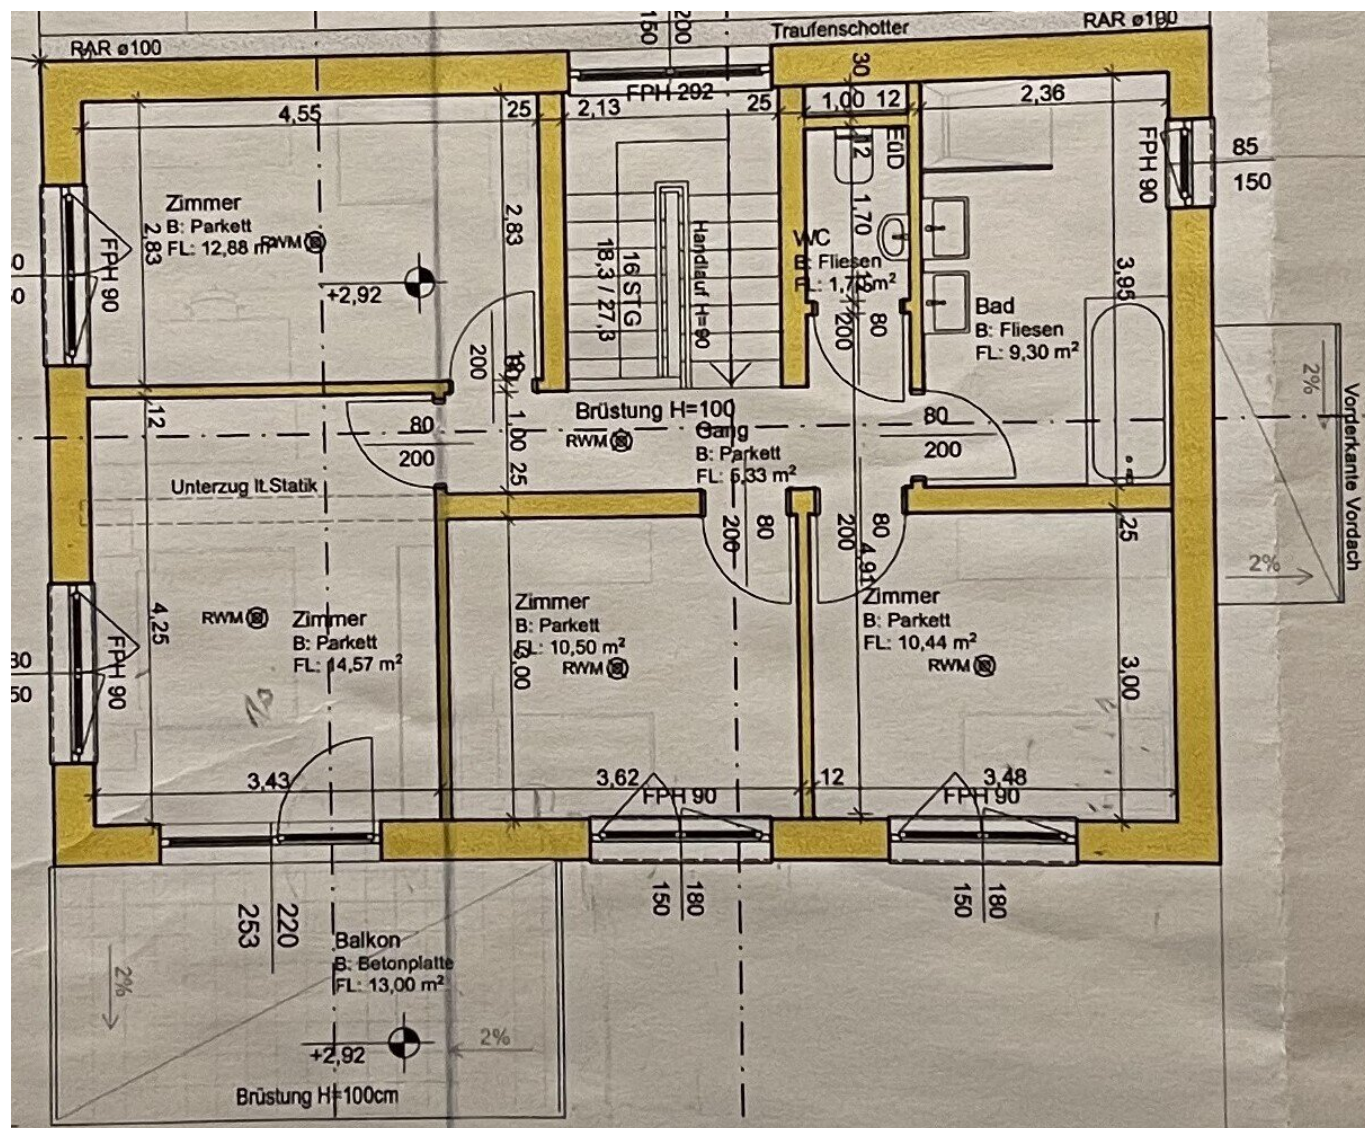 RAR ø100
150
200
Traufenschotter
RAR ø100
FPH 292
30
4,55
25
2,13
25
1,00
12
2,36
85
150
FPH 90
Zimmer
B: Parkett
FL: 12,88 m²
RWM
2,83
FPH 90
+2,92
2,83
16 STG
18,3 / 27,3
Handlauf H=90
12
EüD
1,70
WC
B: Fliesen
80
200
Bad
B: Fliesen
FL: 9,30 m²
3,95
2%
Vorderkante Vordach
2%
200
12
80
200
1,00
25
Brüstung H=100
RWM
Gang
B: Parkett
FL: 5,33 m²
80
200
Unterzug lt.Statik
25
200
80
200
80
4,91
4,25
RWM
Zimmer
B: Parkett
FL: 14,57 m²
FPH 90
Zimmer
B: Parkett
FL: 10,50 m²
RWM
3,00
Zimmer
B: Parkett
FL: 10,44 m²
RWM
3,00
3,43
3,62
12
3,48
FPH 90
FPH 90
253
220
150
180
150
180
Balkon
B: Betonplatte
FL: 13,00 m²
2%
+2,92
2%
Brüstung H=100cm